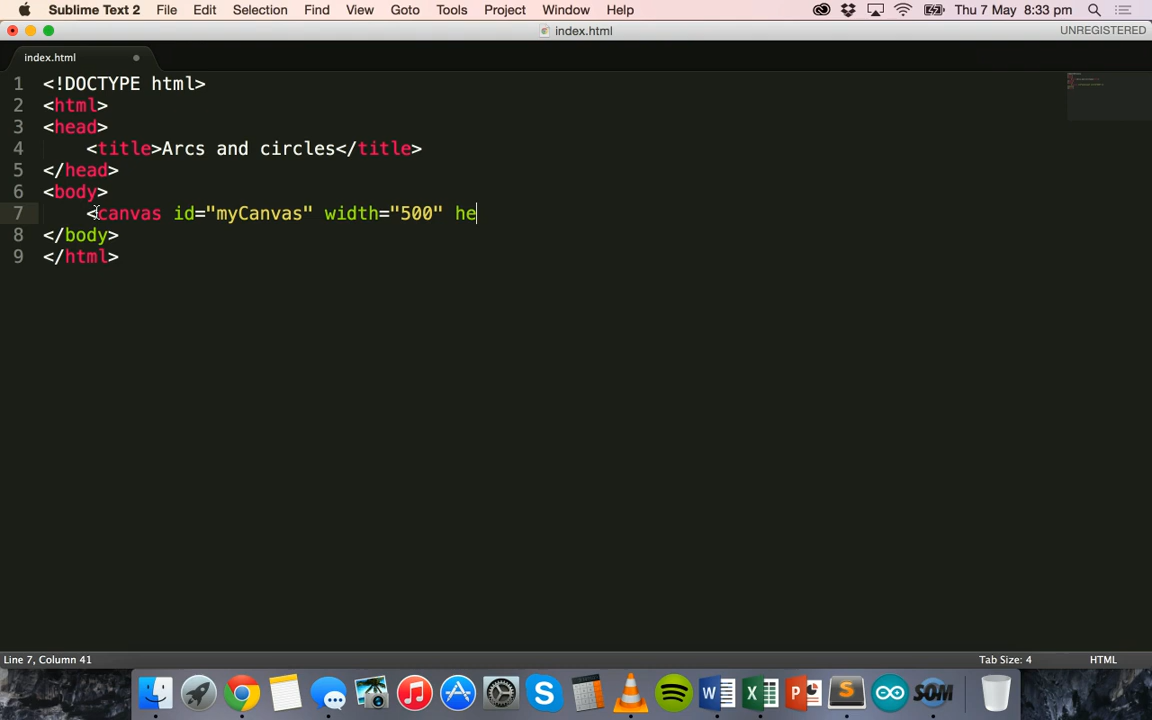 Sublime Text 2 File Edit Selection Find View Goto Tools Project Window Help Thu 7 May 8:33 pm
index.html UNREGISTERED
index.html
1 <!DOCTYPE html>
2 <html>
3 <head>
4 <title>Arcs and circles</title>
5 </head>
6 <body>
7 <canvas id="myCanvas" width="500" he
8 </body>
9 </html>
Line 7, Column 41 Tab Size: 4 HTML
SOM